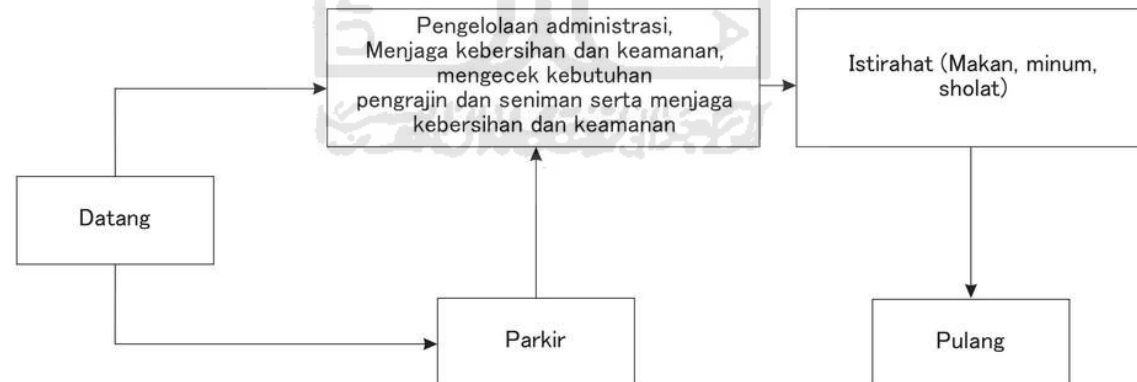 Datang
Pengelolaan administrasi,
Menjaga kebersihan dan keamanan,
mengecek kebutuhan
pengrajin dan seniman serta menjaga
kebersihan dan keamanan
Istirahat (Makan, minum,
sholat)
Parkir
Pulang